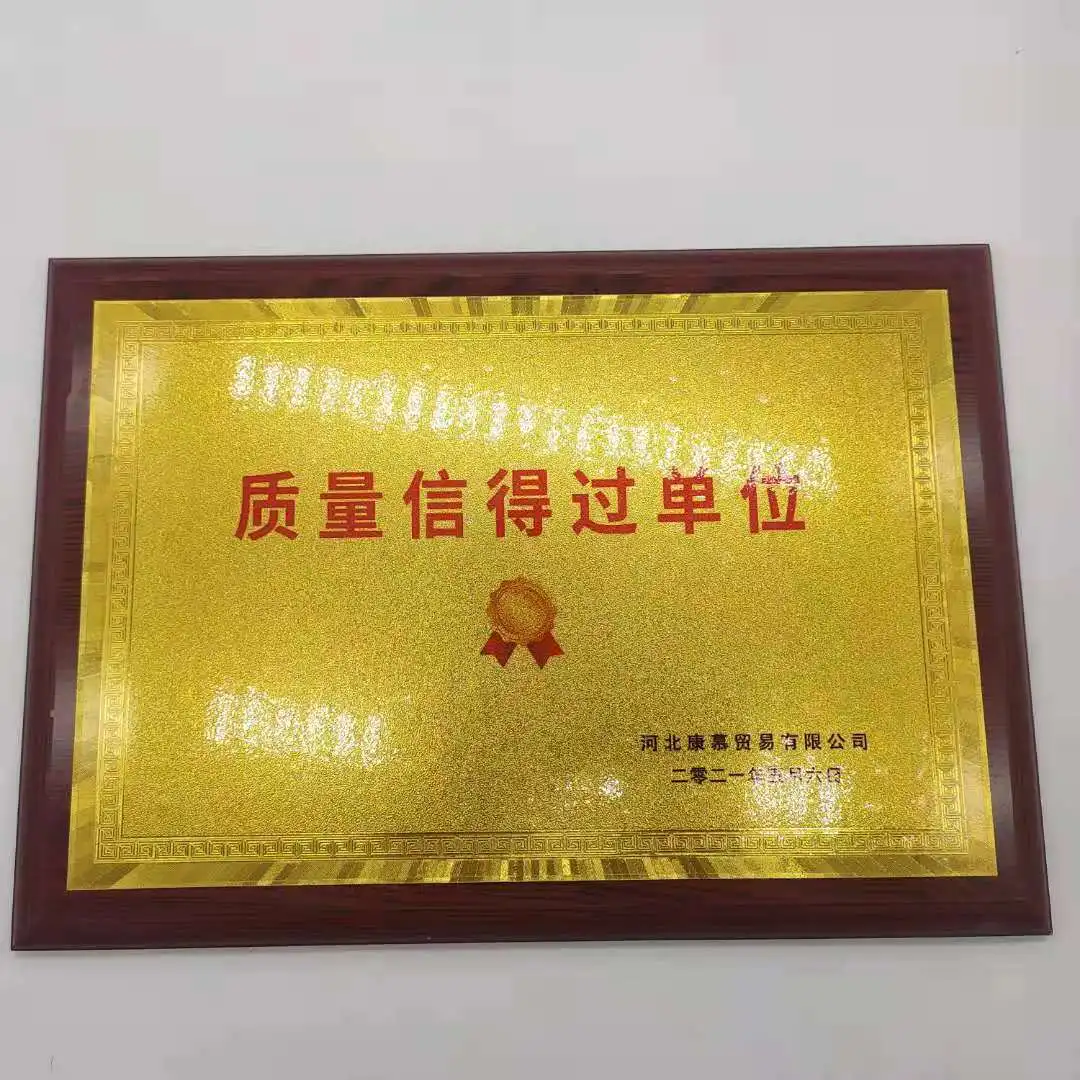 质量信得过单位
河北康慕贸易有限公司
二零二一年五月六日